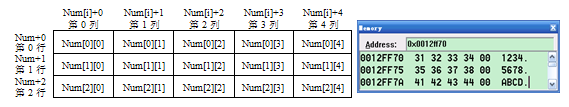 Num[i]+0 Num[i]+1 Num[i]+2 Num[i]+3 Num[i]+4
第 0 列 第 1 列 第 2 列 第 3 列 第 4 列
Num+0
第 0 行 Num[0][0] Num[0][1] Num[0][2] Num[0][3] Num[0][4]
Num+1
第 1 行 Num[1][0] Num[1][1] Num[1][2] Num[1][3] Num[1][4]
Num+2
第 2 行 Num[2][0] Num[2][1] Num[2][2] Num[2][3] Num[2][4]
Memory
Address: 0x0012ff70
0012FF70 31 32 33 34 00 1234.
0012FF75 35 36 37 38 00 5678.
0012FF7A 41 42 43 44 00 ABCD.